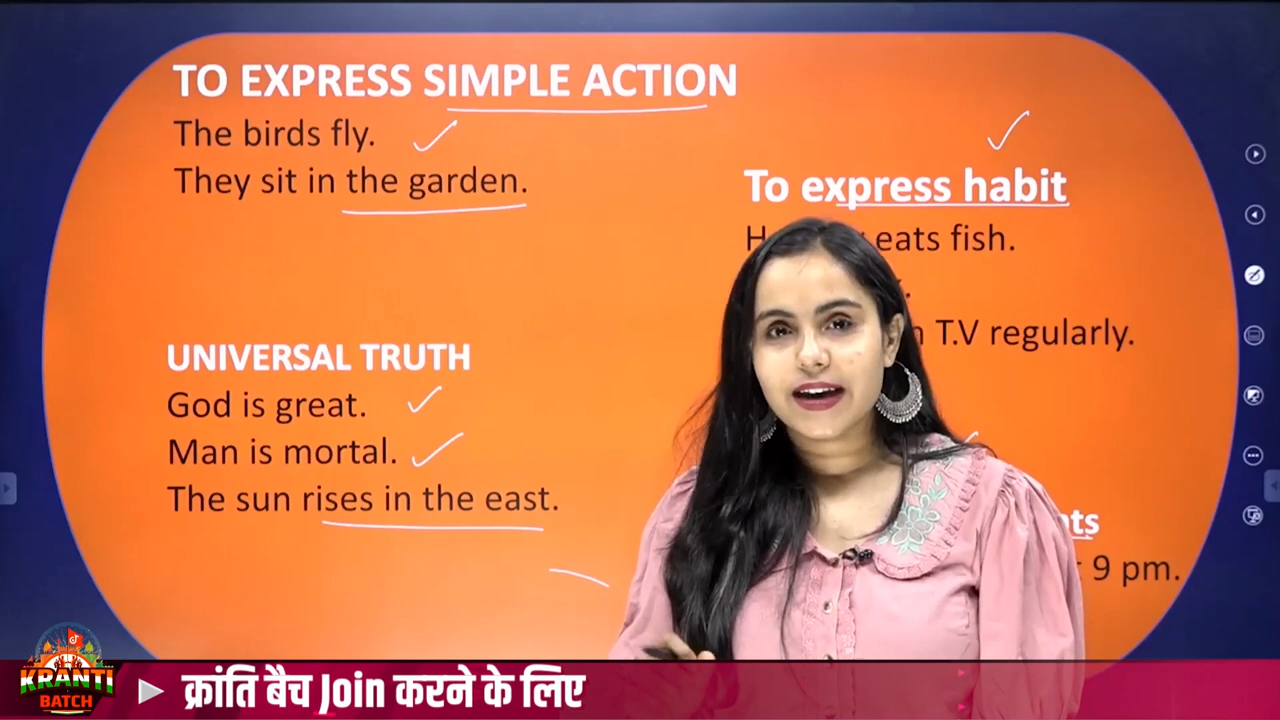 TO EXPRESS SIMPLE ACTION
The birds fly.
They sit in the garden.
To express habit
eats fish.
T.V regularly.
UNIVERSAL TRUTH
God is great.
Man is mortal.
The sun rises in the east.
9 pm.
KRANTI
BATCH
क्रांति बैच Join करने के लिए